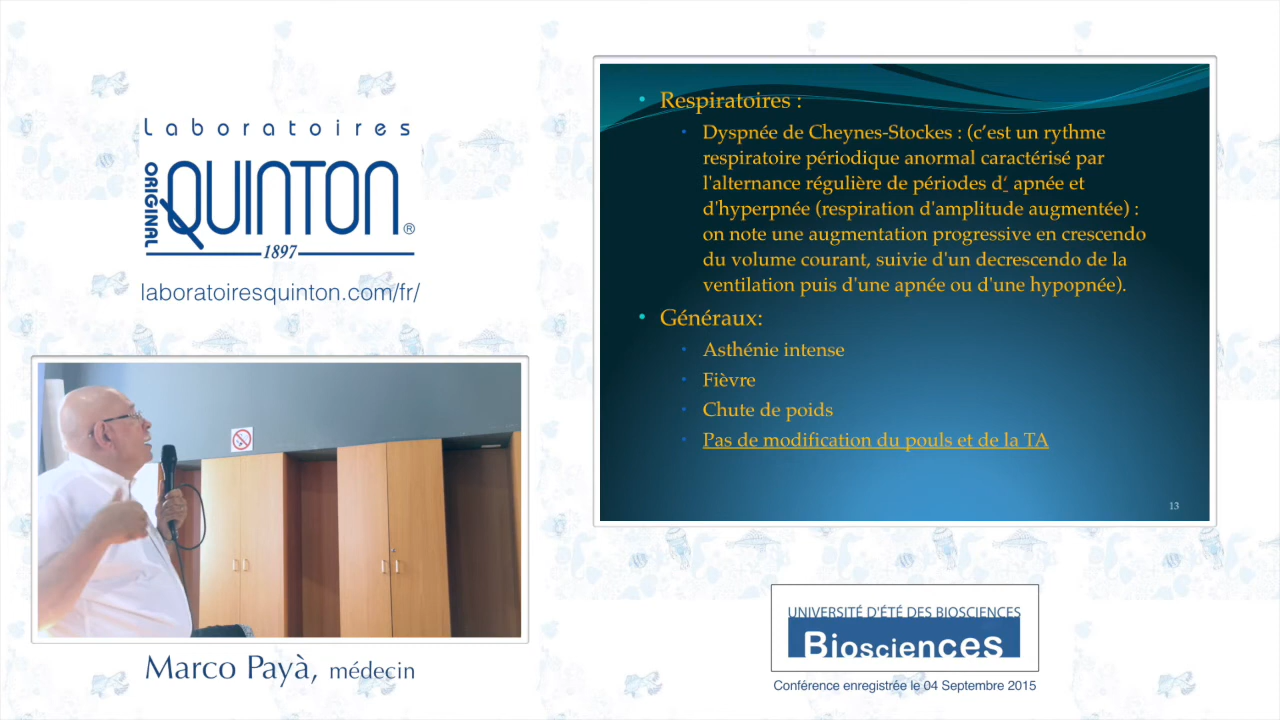 Laboratoires
ORIGINAL
QUINTON®
1897
laboratoiresquinton.com/fr/
Marco Payà, médecin
• Respiratoires :
• Dyspnée de Cheynes-Stockes : (c’est un rythme
respiratoire périodique anormal caractérisé par
l'alternance régulière de périodes d‘ apnée et
d'hyperpnée (respiration d'amplitude augmentée) :
on note une augmentation progressive en crescendo
du volume courant, suivie d'un decrescendo de la
ventilation puis d'une apnée ou d'une hypopnée).
• Généraux:
• Asthénie intense
• Fièvre
• Chute de poids
• Pas de modification du pouls et de la TA
13
UNIVERSITÉ D'ÉTÉ DES BIOSCIENCES
Biosciences
Conférence enregistrée le 04 Septembre 2015